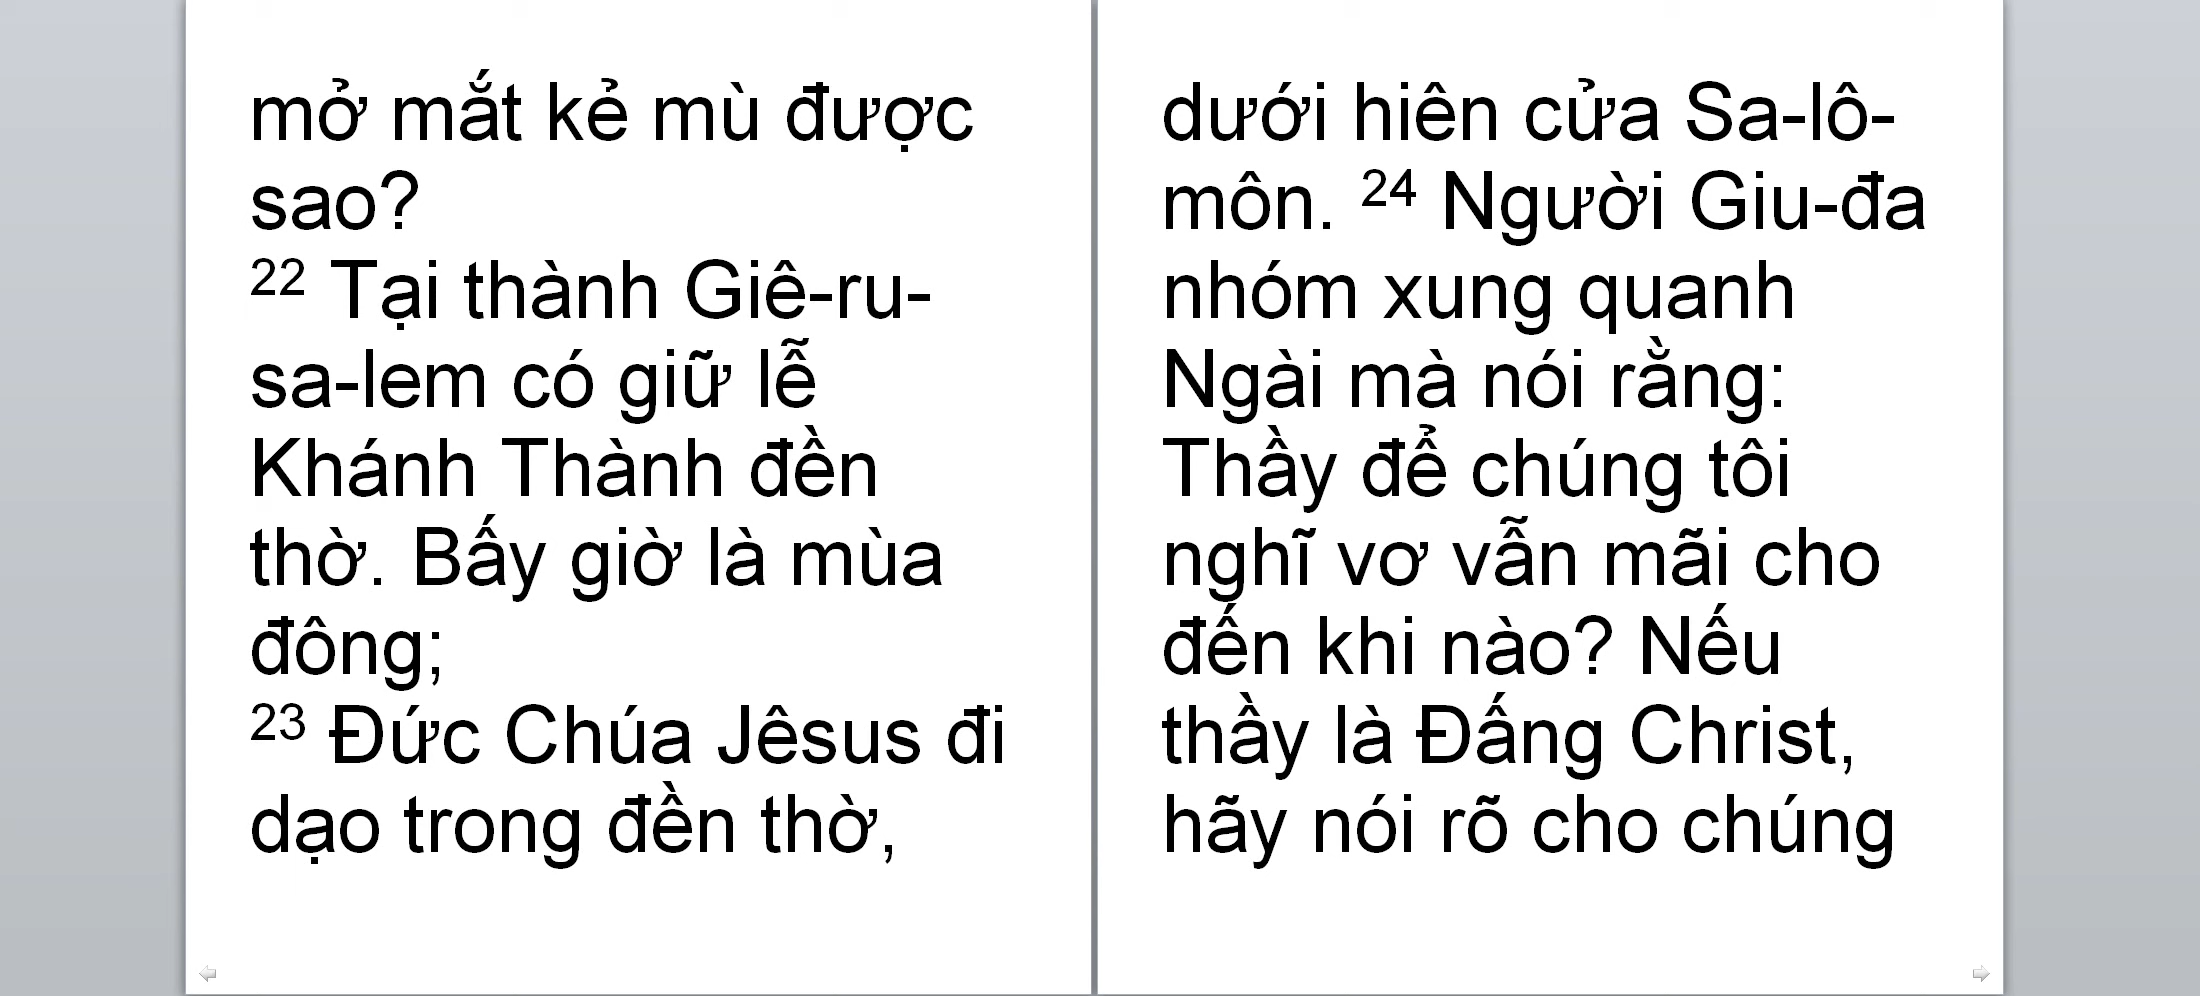 mở mắt kẻ mù được
sao?
22 Tại thành Giê-ru-
sa-lem có giữ lễ
Khánh Thành đền
thờ. Bấy giờ là mùa
đông;
23 Đức Chúa Jêsus đi
dạo trong đền thờ,
dưới hiên cửa Sa-lô-
môn. 24 Người Giu-đa
nhóm xung quanh
Ngài mà nói rằng:
Thầy để chúng tôi
nghĩ vơ vẫn mãi cho
đến khi nào? Nếu
thầy là Đấng Christ,
hãy nói rõ cho chúng